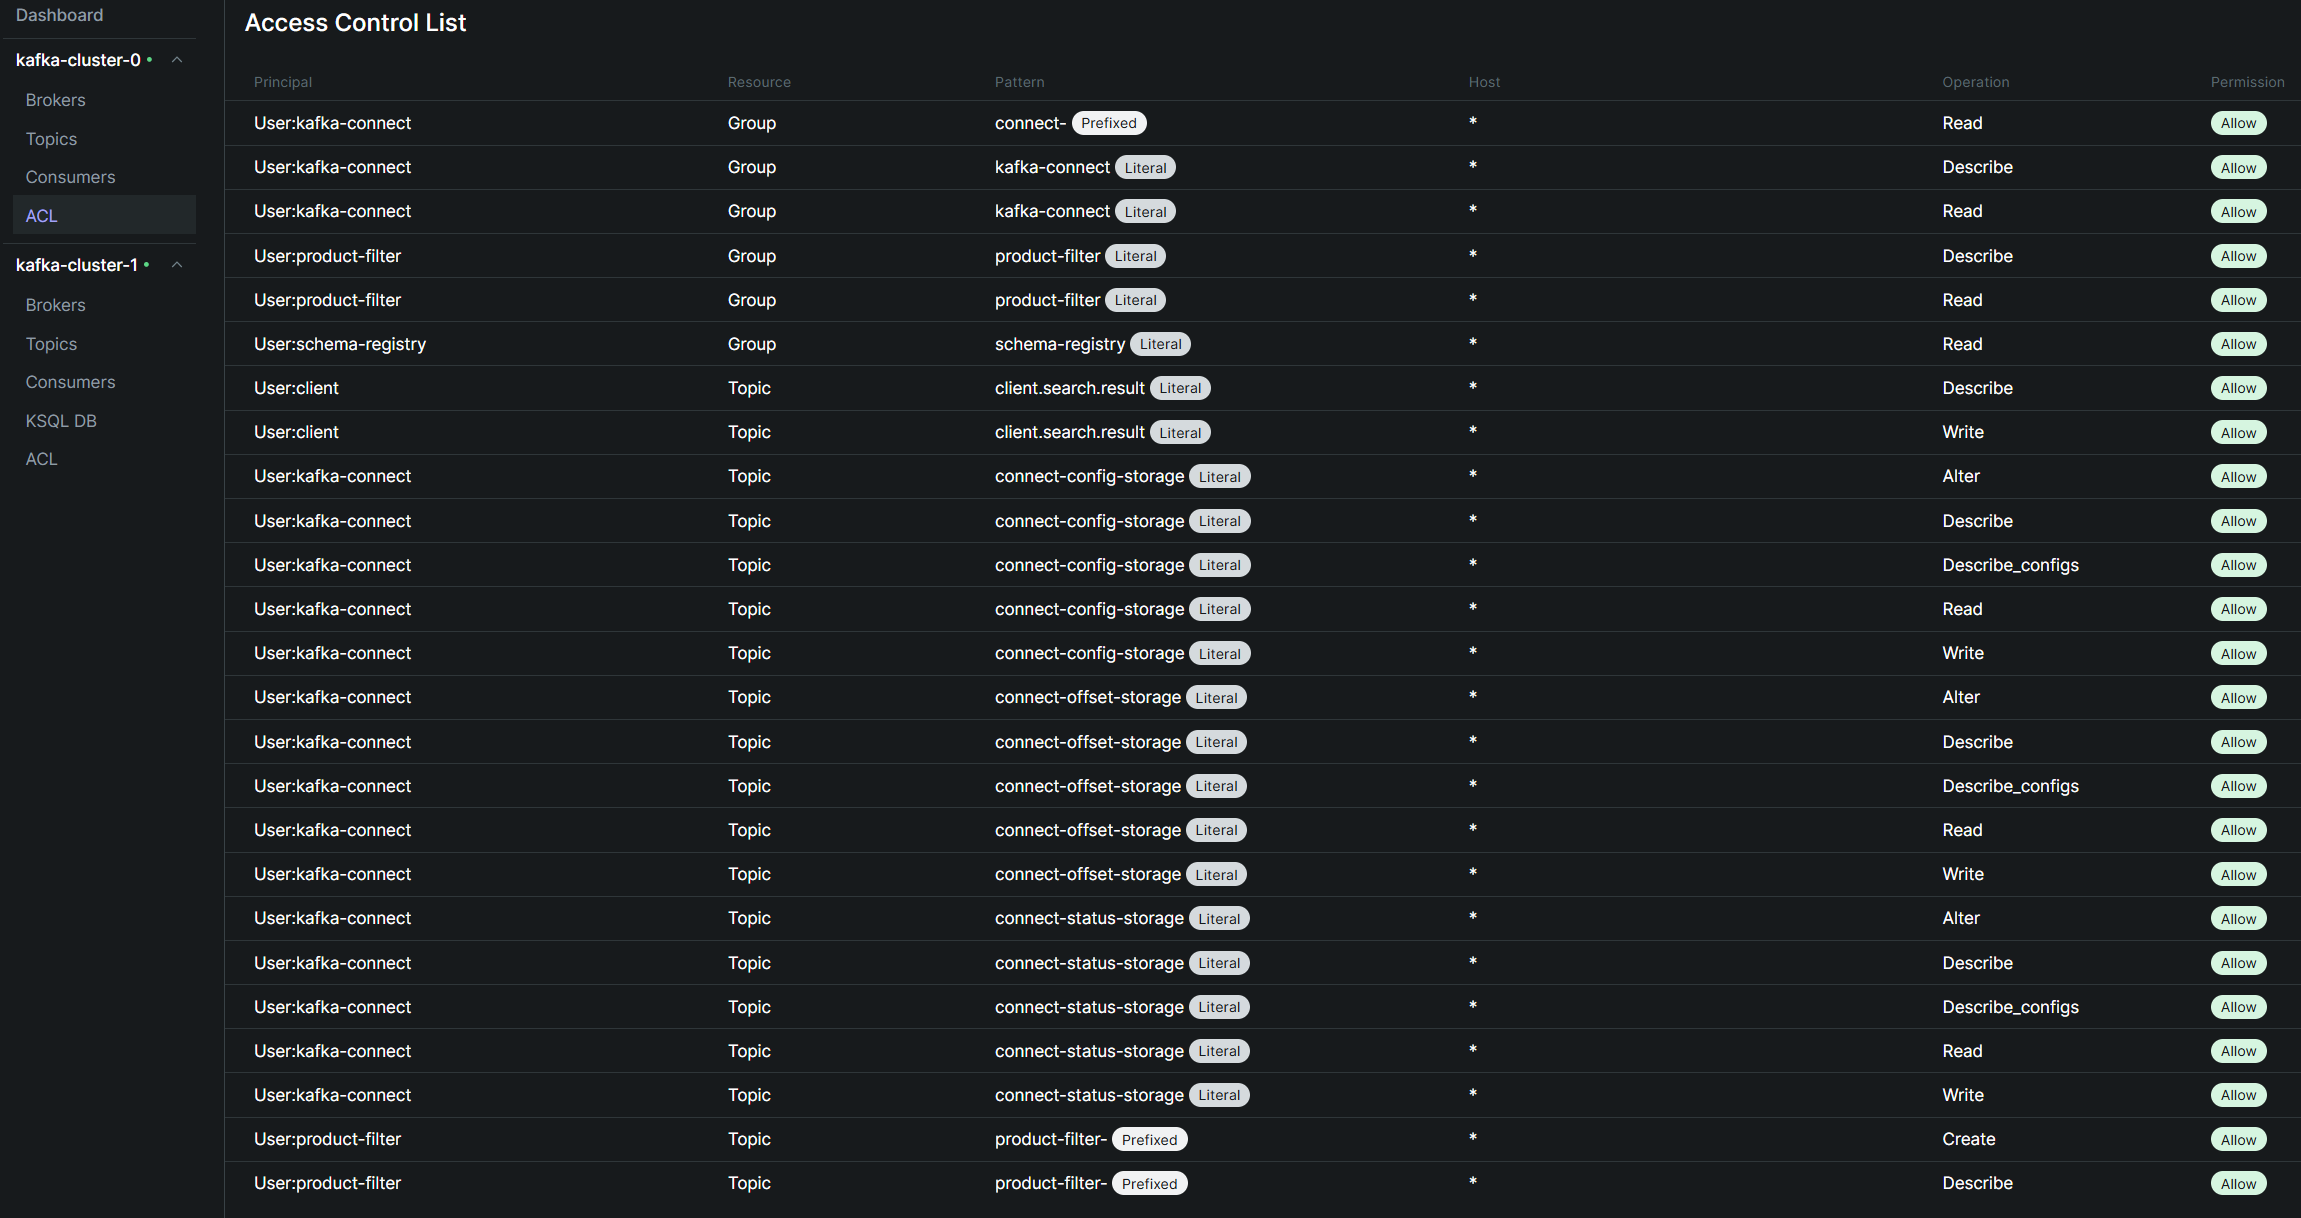 Dashboard
kafka-cluster-0
Brokers
Topics
Consumers
ACL
kafka-cluster-1
Brokers
Topics
Consumers
KSQL DB
ACL
Access Control List
Principal Resource Pattern Host Operation Permission
User:kafka-connect Group connect- Prefixed * Read Allow
User:kafka-connect Group kafka-connect Literal * Describe Allow
User:kafka-connect Group kafka-connect Literal * Read Allow
User:product-filter Group product-filter Literal * Describe Allow
User:product-filter Group product-filter Literal * Read Allow
User:schema-registry Group schema-registry Literal * Read Allow
User:client Topic client.search.result Literal * Describe Allow
User:client Topic client.search.result Literal * Write Allow
User:kafka-connect Topic connect-config-storage Literal * Alter Allow
User:kafka-connect Topic connect-config-storage Literal * Describe Allow
User:kafka-connect Topic connect-config-storage Literal * Describe_configs Allow
User:kafka-connect Topic connect-config-storage Literal * Read Allow
User:kafka-connect Topic connect-config-storage Literal * Write Allow
User:kafka-connect Topic connect-offset-storage Literal * Alter Allow
User:kafka-connect Topic connect-offset-storage Literal * Describe Allow
User:kafka-connect Topic connect-offset-storage Literal * Describe_configs Allow
User:kafka-connect Topic connect-offset-storage Literal * Read Allow
User:kafka-connect Topic connect-offset-storage Literal * Write Allow
User:kafka-connect Topic connect-status-storage Literal * Alter Allow
User:kafka-connect Topic connect-status-storage Literal * Describe Allow
User:kafka-connect Topic connect-status-storage Literal * Describe_configs Allow
User:kafka-connect Topic connect-status-storage Literal * Read Allow
User:kafka-connect Topic connect-status-storage Literal * Write Allow
User:product-filter Topic product-filter- Prefixed * Create Allow
User:product-filter Topic product-filter- Prefixed * Describe Allow